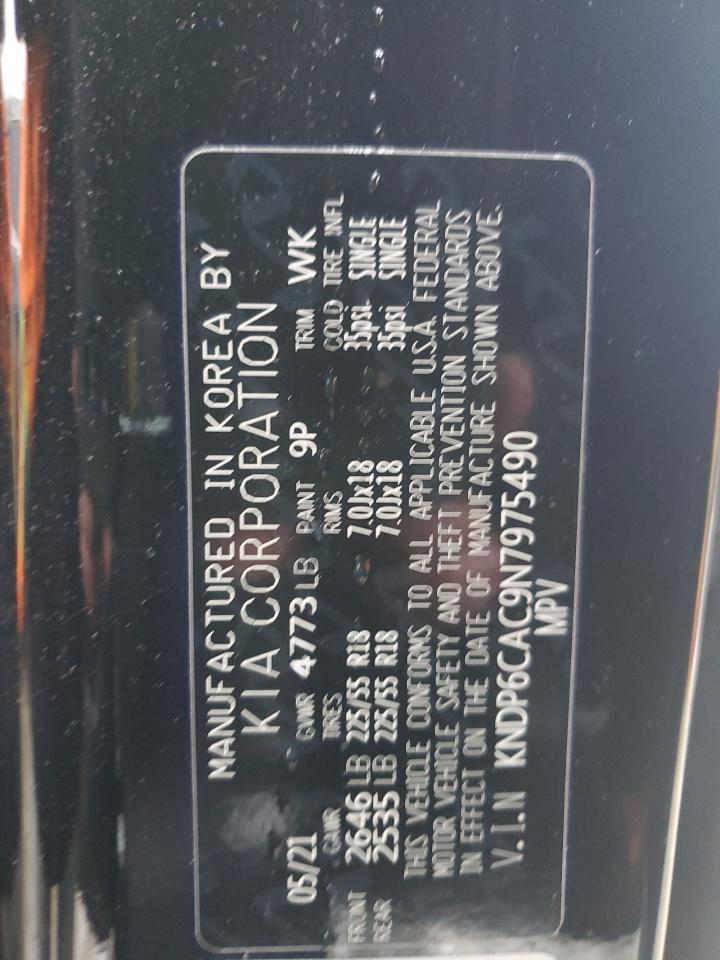 MANUFACTURED IN KOREA BY
KIA CORPORATION
05/21 GVWR 4773 LB PAINT 9P TRIM WK
GAWR TIRES RIMS COLD TIRE INFL
FRONT 2646 LB 225/55 R18 7.0Jx18 35psi SINGLE
REAR 2535 LB 225/55 R18 7.0Jx18 35psi SINGLE
THIS VEHICLE CONFORMS TO ALL APPLICABLE U.S.A. FEDERAL
MOTOR VEHICLE SAFETY AND THEFT PREVENTION STANDARDS
IN EFFECT ON THE DATE OF MANUFACTURE SHOWN ABOVE.
V.I.N KNDP6CAC9N7975490
MPV